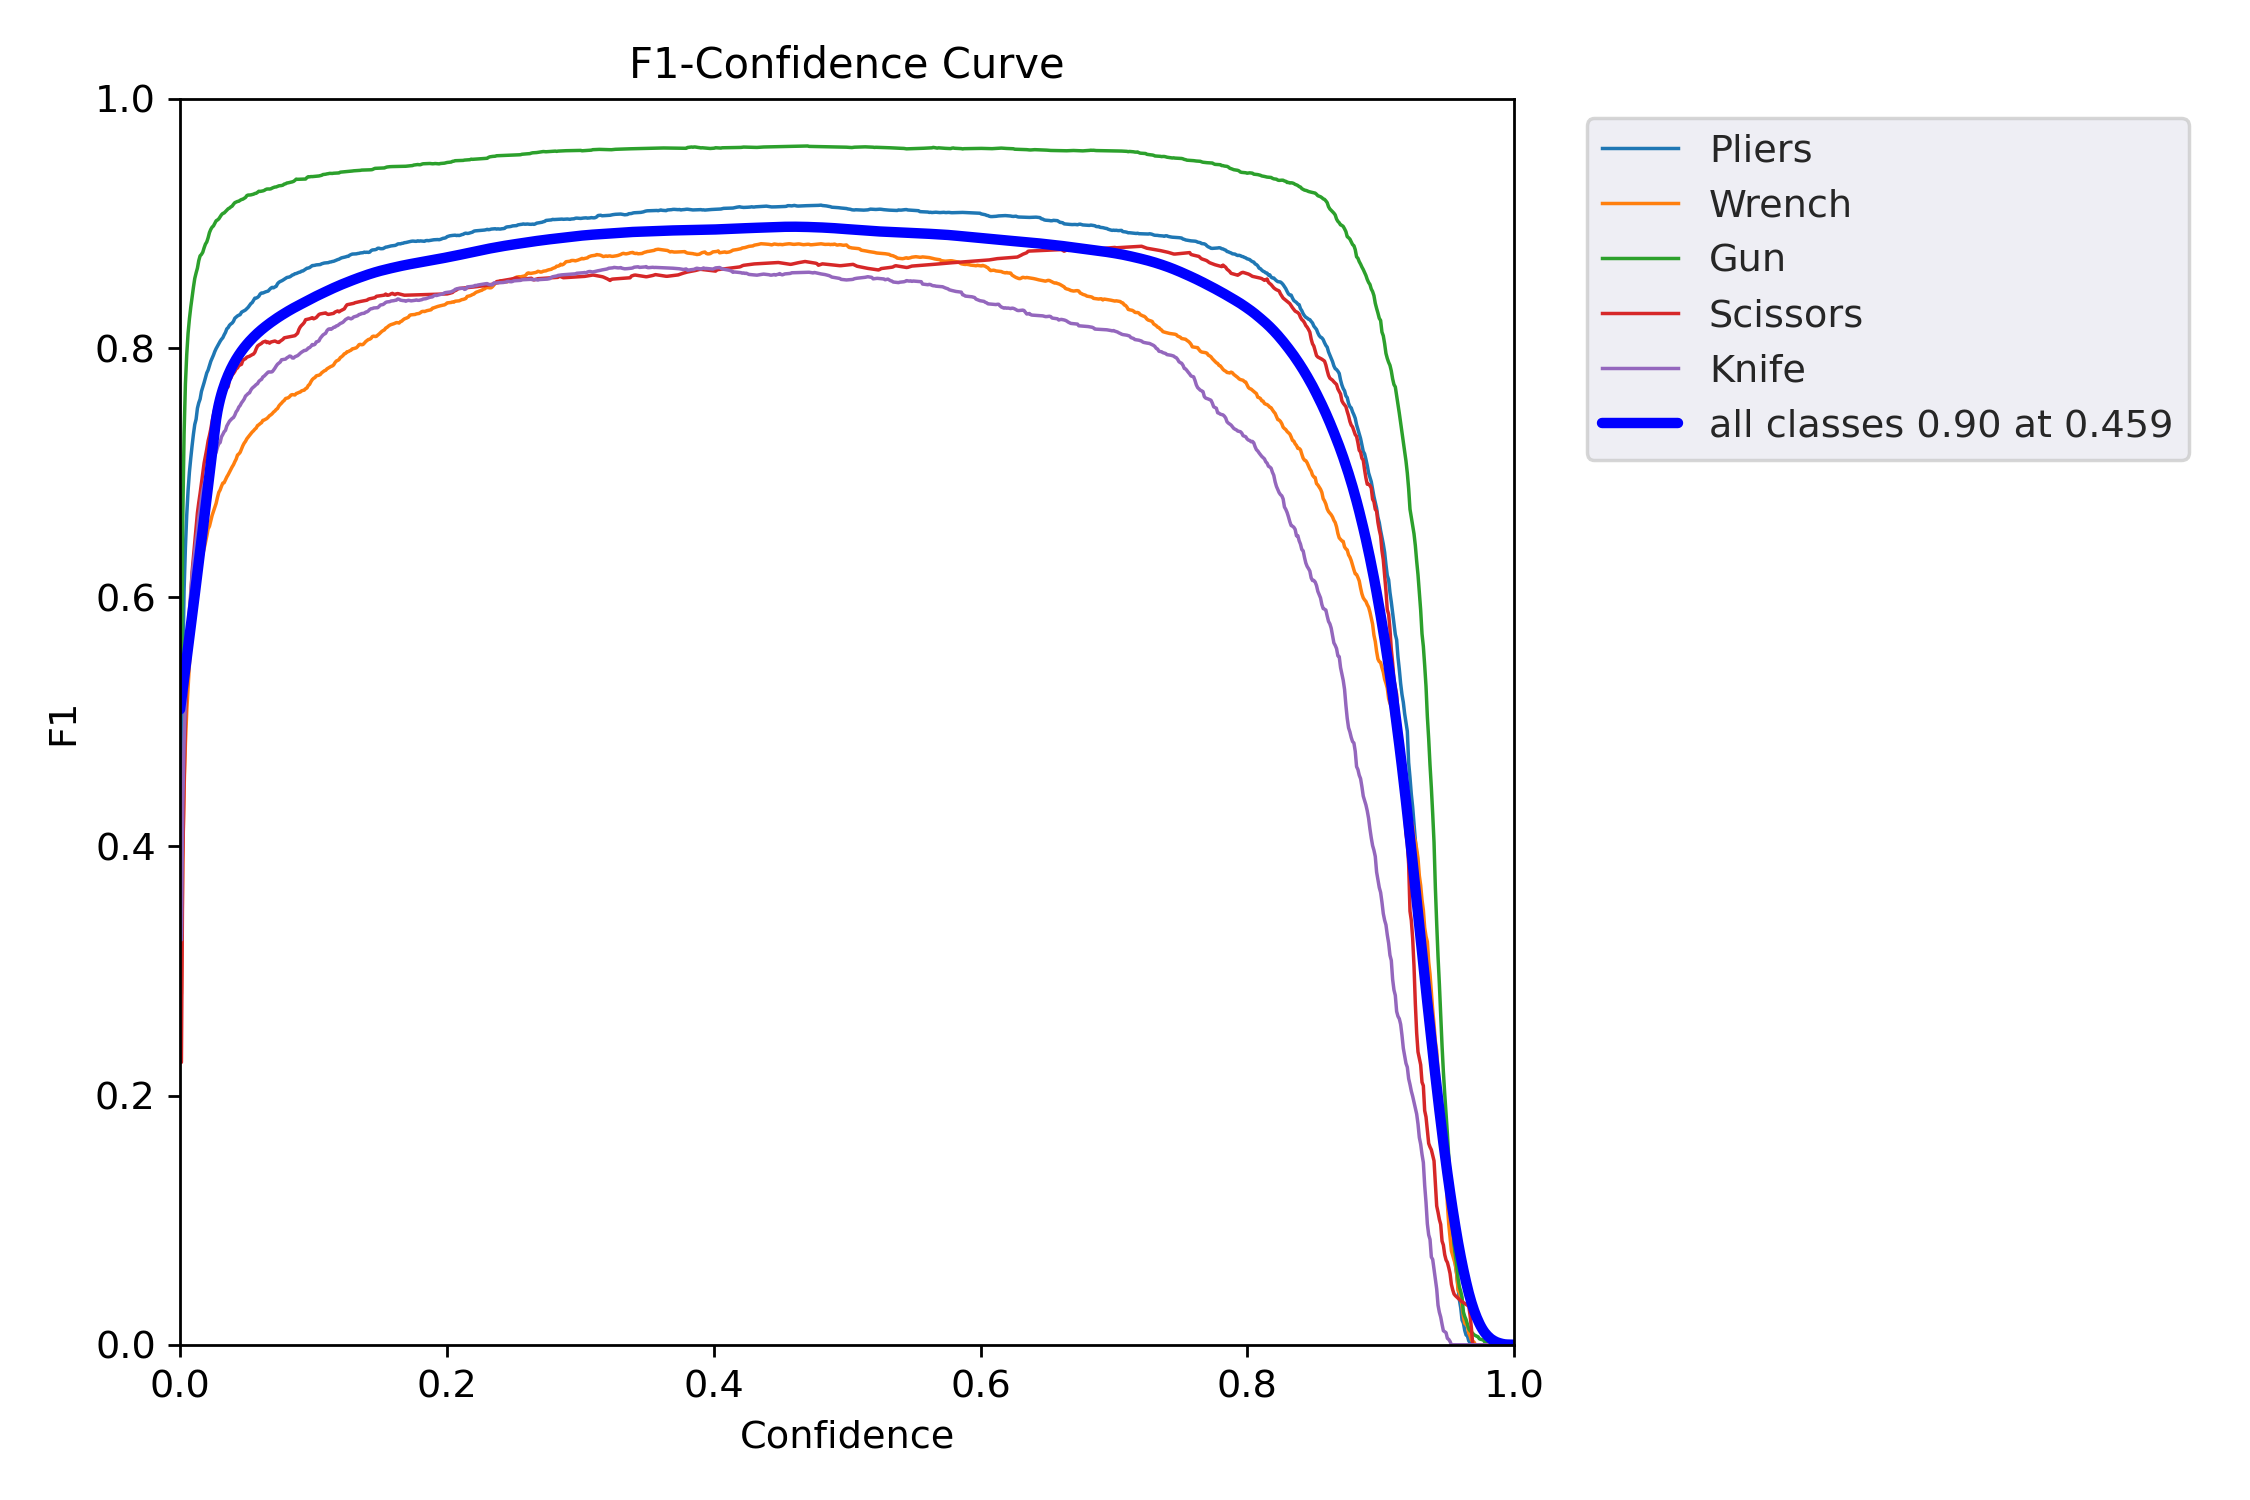 F1-Confidence Curve
1.0
0.8
0.6
0.4
0.2
0.0
F1
0.0 0.2 0.4 0.6 0.8 1.0
Confidence
Pliers
Wrench
Gun
Scissors
Knife
all classes 0.90 at 0.459